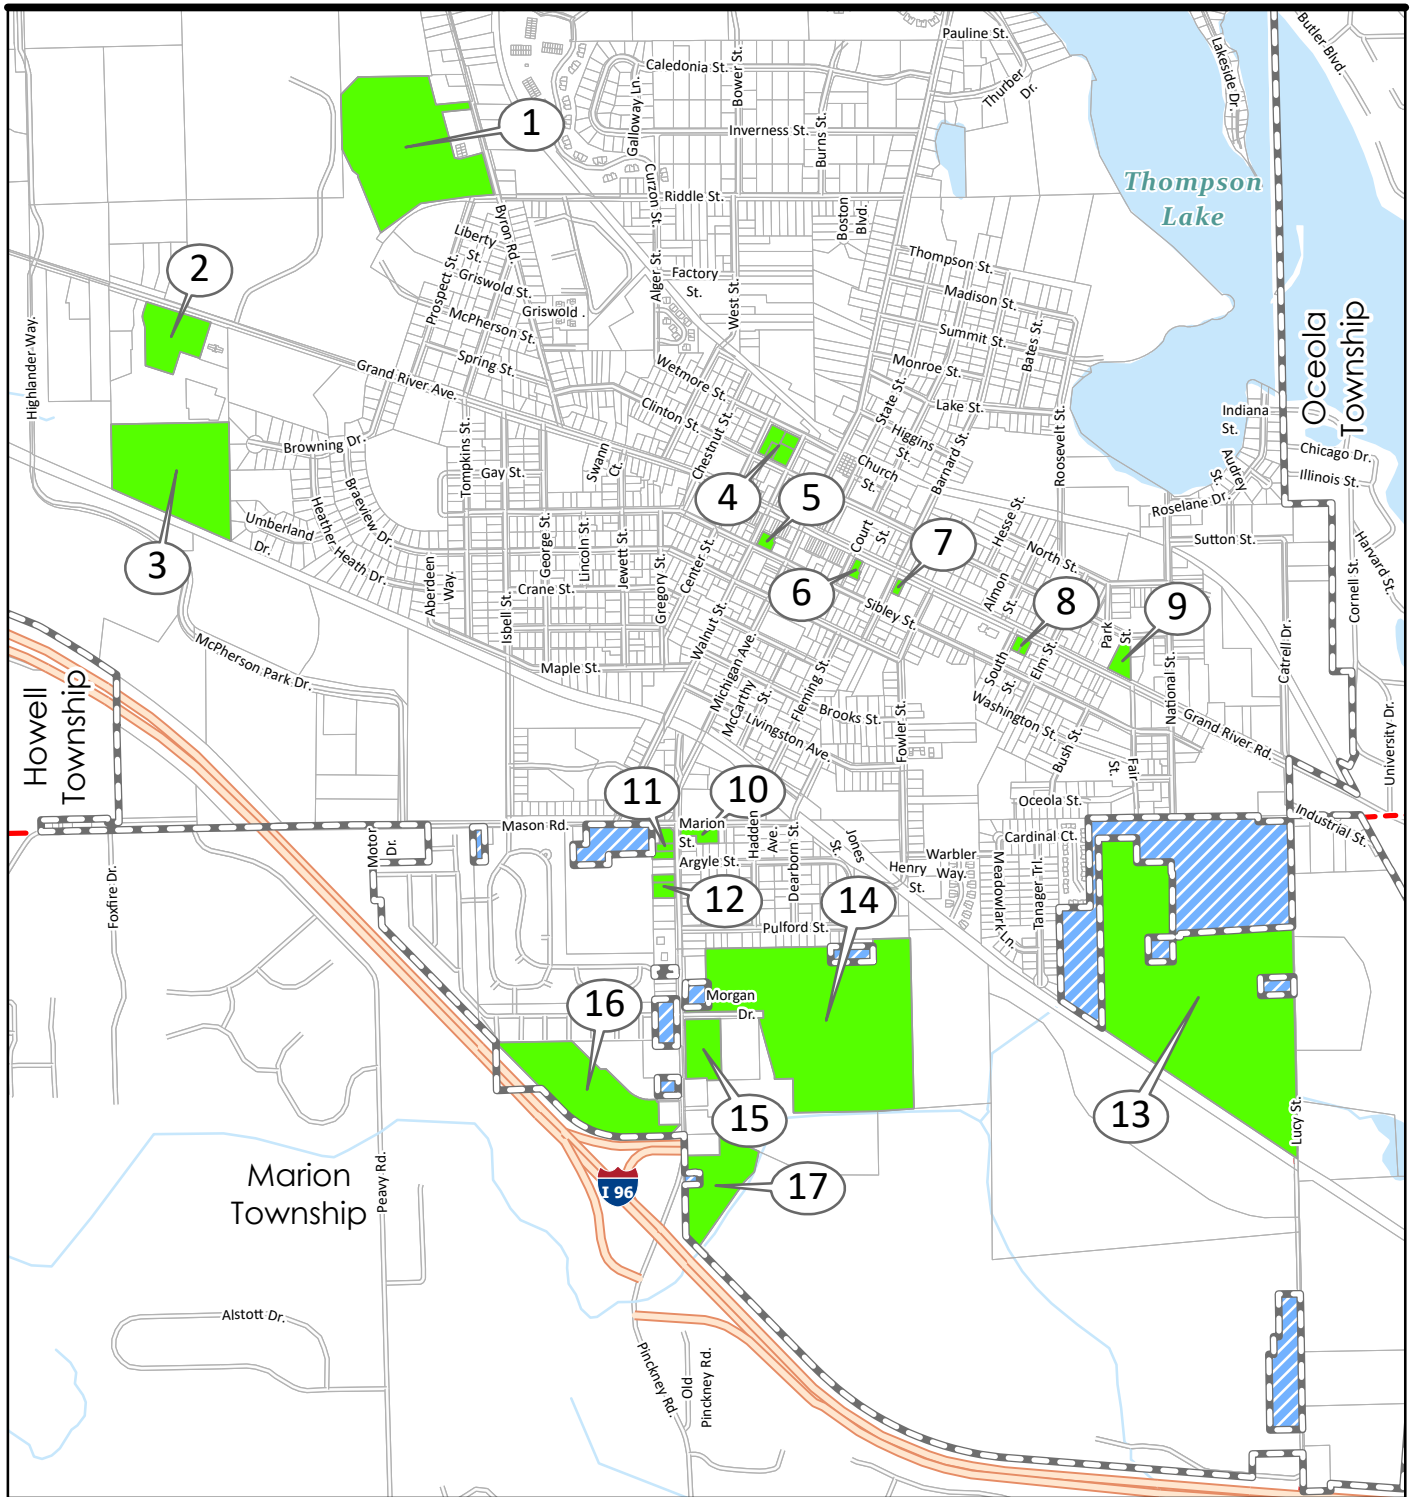 Pauline St.
Butler Blvd.
Lakeside Dr.
Caledonia St.
Bower St.
Thurber
Dr.
Galloway Ln.
1
Inverness St.
Burns St.
Curzon St.
Thompson
Lake
Riddle St.
Byron Rd.
Boston
Blvd.
Liberty
St.
Prospect St.
Alger St.
Factory
St.
West St.
Thompson St.
2
Griswold St.
Griswold .
McPherson St.
Madison St.
Summit St.
Bates St.
Oceola
Township
Highlander Way.
Spring St.
Grand River Ave.
Wetmore St.
Clinton St.
Monroe St.
State St.
Lake St.
Chestnut St.
Higgins
St.
Roosevelt St.
Indiana
St.
Browning Dr.
Tompkins St.
Gay St.
Swann
Ct.
Church
St.
Barnard St.
Audrey
St.
Chicago Dr.
Illinois St.
Braeview Dr.
Heather Heath Dr.
Umberland
Dr.
3
4
5
Court
St.
7
Hesse St.
Roselane Dr.
Sutton St.
North St.
Harvard St.
Cornell St.
Aberdeen
Way.
Isbell St.
George St.
Lincoln St.
Jewett St.
Crane St.
Gregory St.
Center St.
6
Sibley St.
Almon
St.
8
Park
St.
9
McPherson Park Dr.
Maple St.
Walnut St.
Michigan Ave.
McCarthy
St.
Fleming St.
Livingston Ave.
Brooks St.
Fowler St.
South
St.
Elm St.
Washington St.
Bush St.
Fair
St.
National St.
Grand River Rd.
Catrell Dr.
University Dr.
Howell
Township
11
10
Oceola St.
Industrial St.
Motor
Dr.
Mason Rd.
Marion
St.
Hadden
Ave.
Argyle St.
Dearborn St.
Jones
St.
Henry
St.
Warbler
Way.
Cardinal Ct.
Meadowlark Ln.
Tanager Trl.
Foxfire Dr.
12
14
Pulford St.
16
Morgan
Dr.
15
13
Lucy St.
Marion
Township
Peavy Rd.
I 96
17
Alstott Dr.
Pinckney Rd.
Old
Pinckney Rd.